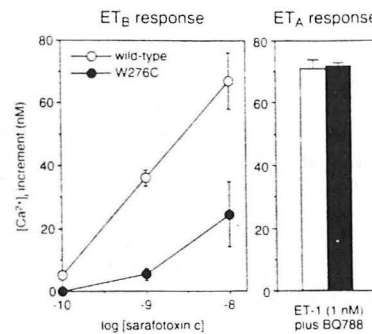 ET_B response
ET_A response
wild-type
W276C
[Ca²⁺]ᵢ increment (nM)
80
60
40
20
0
-10
-9
-8
log [sarafotoxin c]
80
60
40
20
0
ET-1 (1 nM)
plus BQ788